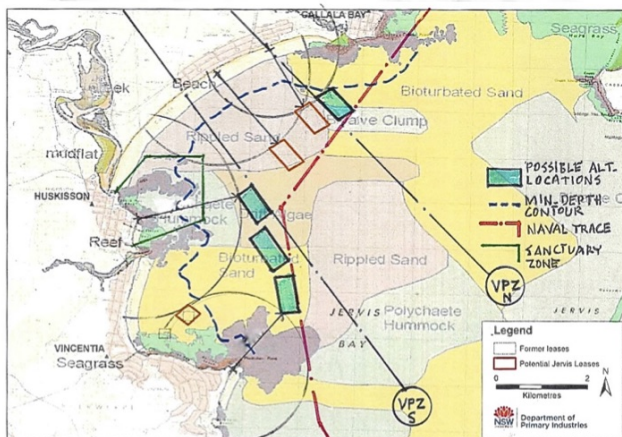 CALLALA BAY
Seagrass
Beach
Bioturbated Sand
Rippled Sand
Bivalve Clump
mudflat
HUSKISSON
Hummock
Reef
Bioturbated
Sand
Rippled Sand
Polychaete
Hummock
JERVIS
BAY
JERVIS
VINCENTIA
Seagrass
POSSIBLE ALT.
LOCATIONS
MIN-DEPTH
CONTOUR
NAVAL TRACE
SANCTUARY
ZONE
VPZ
N
VPZ
S
Legend
Former leases
Potential Jervis Leases
0 2
Kilometres
N
NSW
Department of
Primary Industries